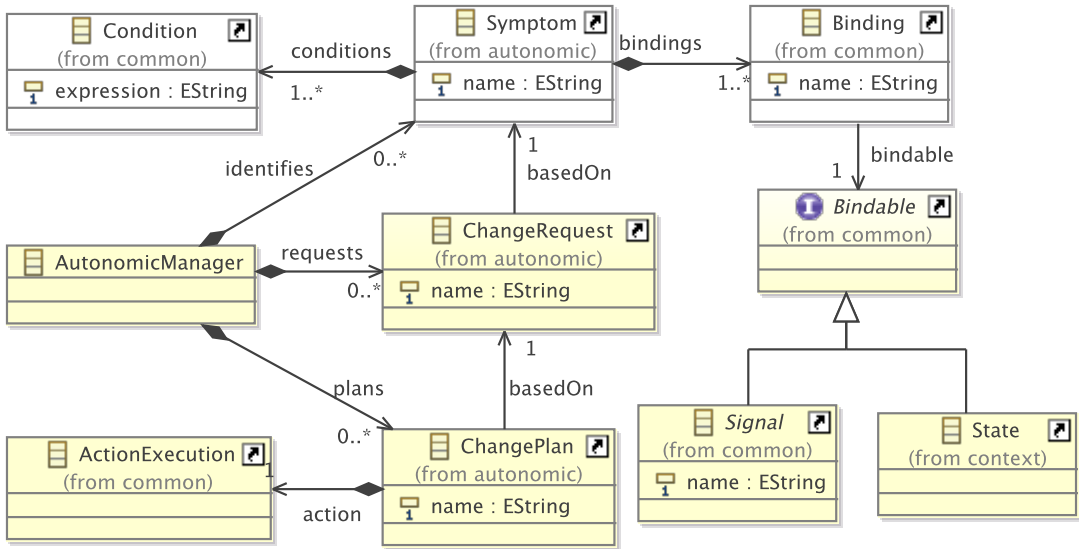 Condition
(from common)
expression : EString
conditions
1..*
Symptom
(from autonomic)
name : EString
bindings
1..*
Binding
(from common)
name : EString
identifies
0..*
1
basedOn
bindable
1
I
Bindable
(from common)
AutonomicManager
requests
0..*
ChangeRequest
(from autonomic)
name : EString
plans
0..*
1
basedOn
ActionExecution
(from common)
1
action
ChangePlan
(from autonomic)
name : EString
Signal
(from common)
name : EString
State
(from context)